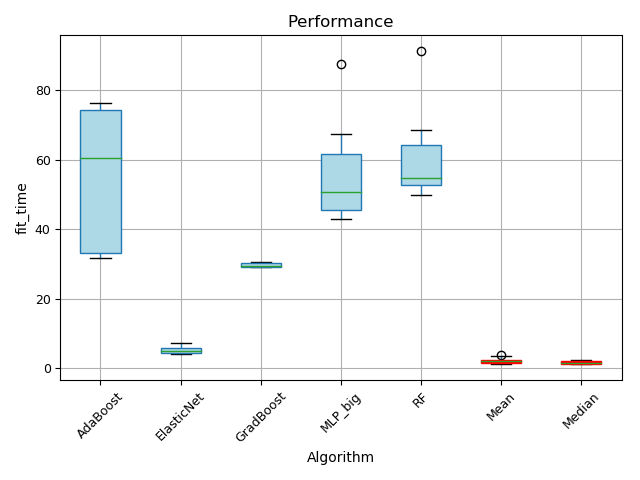 Performance
fit_time
80
60
40
20
0
AdaBoost
ElasticNet
GradBoost
MLP_big
RF
Mean
Median
Algorithm